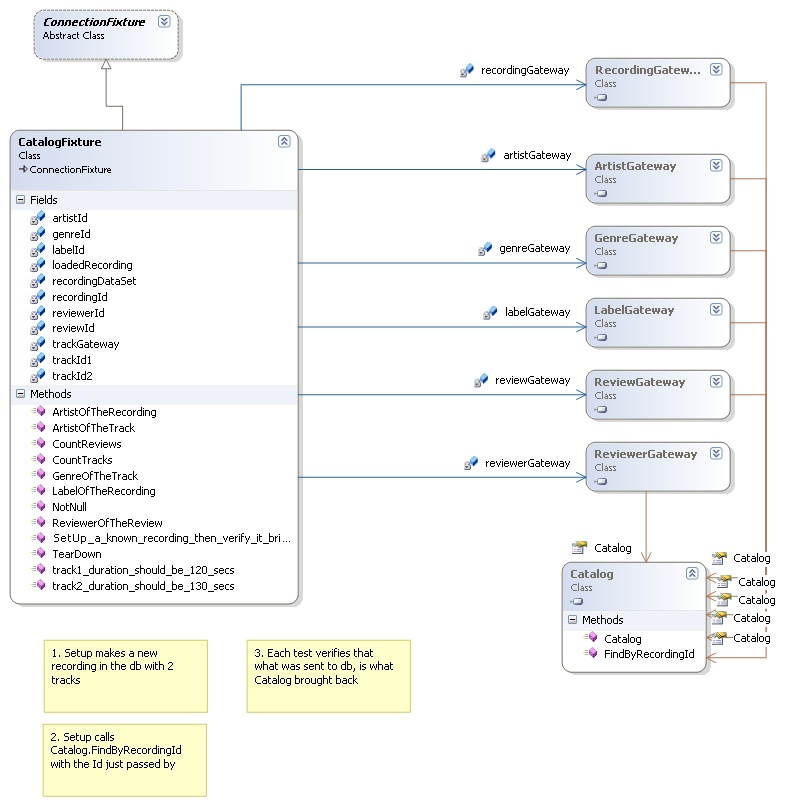 ConnectionFixture
Abstract Class
CatalogFixture
Class
ConnectionFixture
Fields
artistId
genreId
labelId
loadedRecording
recordingDataSet
recordingId
reviewerId
reviewId
trackGateway
trackId1
trackId2
Methods
ArtistOfTheRecording
ArtistOfTheTrack
CountReviews
CountTracks
GenreOfTheTrack
LabelOfTheRecording
NotNull
ReviewerOfTheReview
SetUp_a_known_recording_then_verify_it_bri...
TearDown
track1_duration_should_be_120_secs
track2_duration_should_be_130_secs
recordingGateway
artistGateway
genreGateway
labelGateway
reviewGateway
reviewerGateway
RecordingGatew...
Class
ArtistGateway
Class
GenreGateway
Class
LabelGateway
Class
ReviewGateway
Class
ReviewerGateway
Class
Catalog
Catalog
Class
Methods
Catalog
FindByRecordingId
Catalog
Catalog
Catalog
Catalog
Catalog
1. Setup makes a new
recording in the db with 2
tracks
3. Each test verifies that
what was sent to db, is what
Catalog brought back
2. Setup calls
Catalog.FindByRecordingId
with the Id just passed by